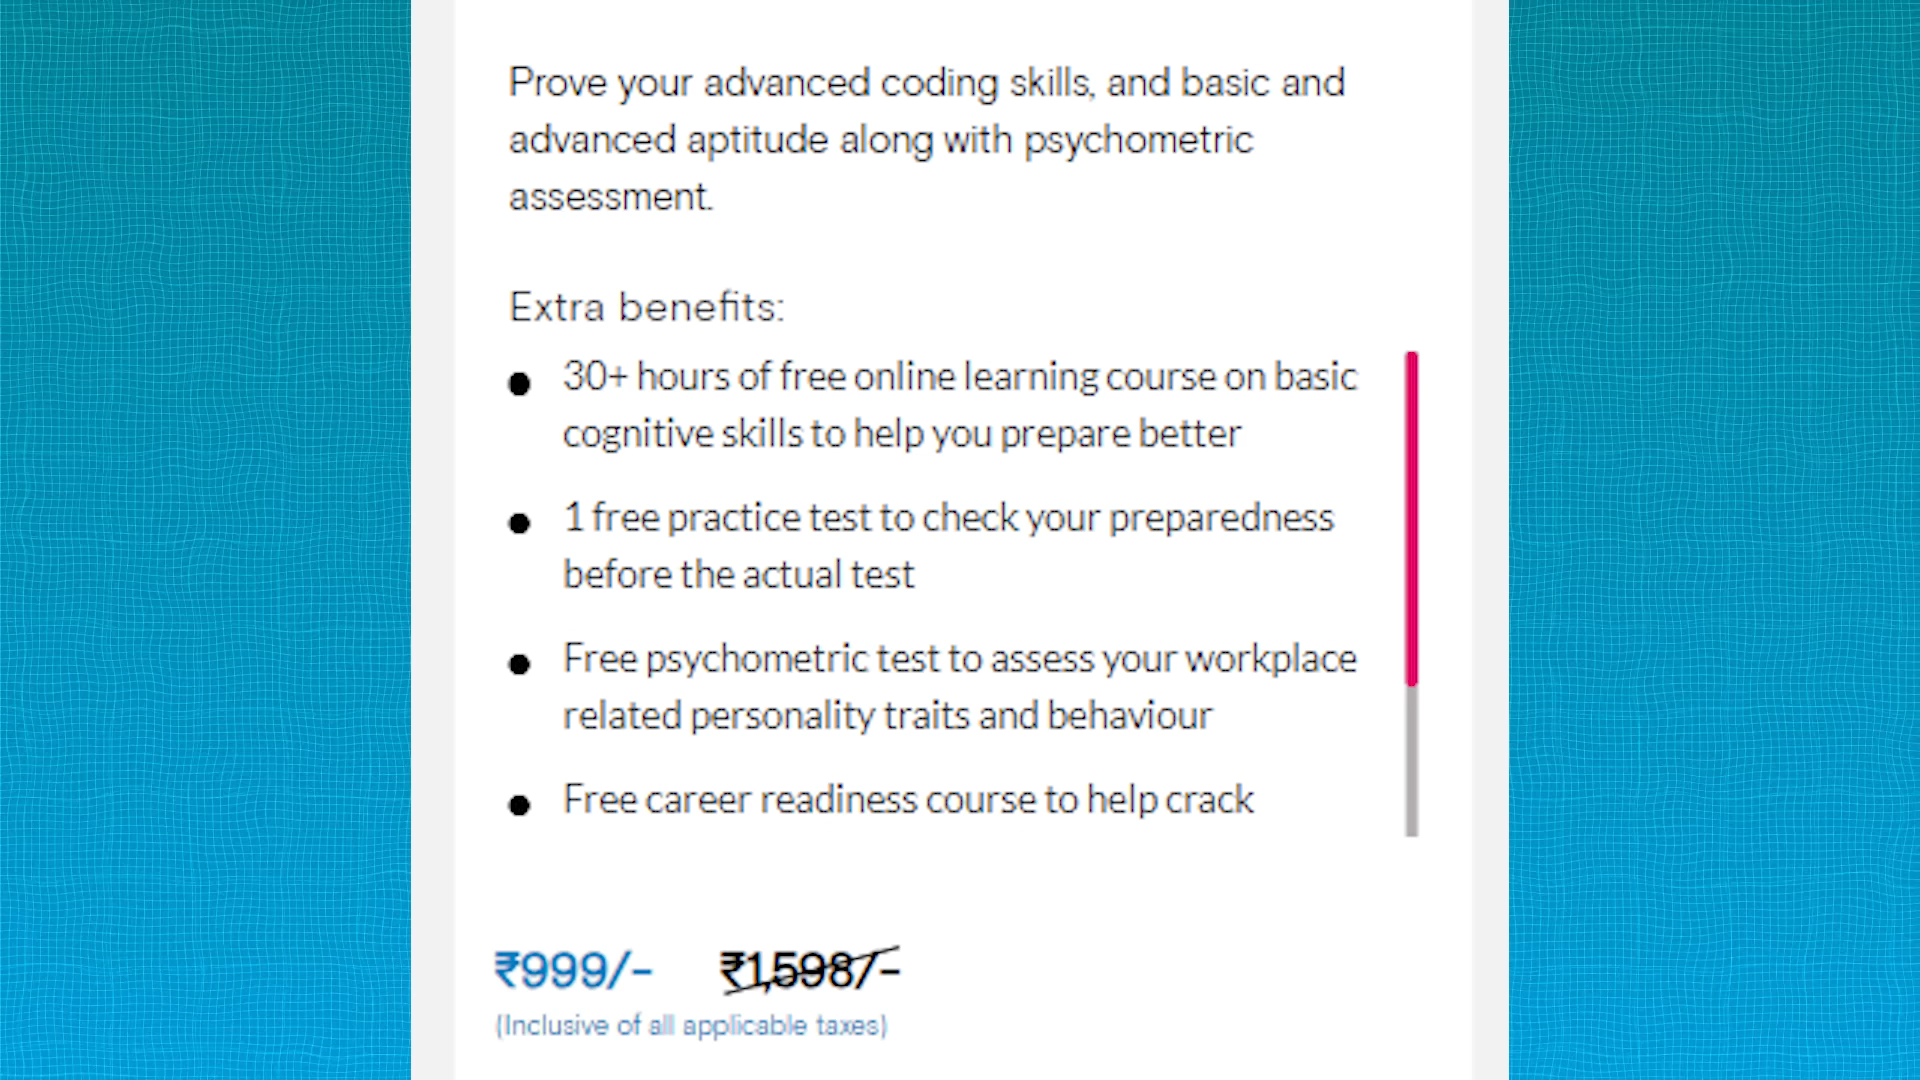 Prove your advanced coding skills, and basic and
advanced aptitude along with psychometric
assessment.
Extra benefits:
● 30+ hours of free online learning course on basic
cognitive skills to help you prepare better
● 1 free practice test to check your preparedness
before the actual test
● Free psychometric test to assess your workplace
related personality traits and behaviour
● Free career readiness course to help crack
₹999/- ₹1,598/-
(Inclusive of all applicable taxes)